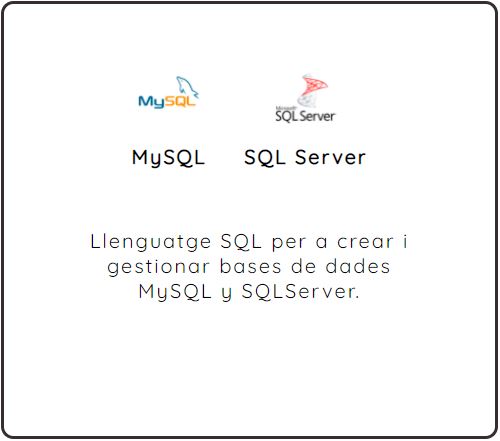 MySQL
Microsoft
SQL Server
MySQL SQL Server
Llenguatge SQL per a crear i
gestionar bases de dades
MySQL y SQLServer.